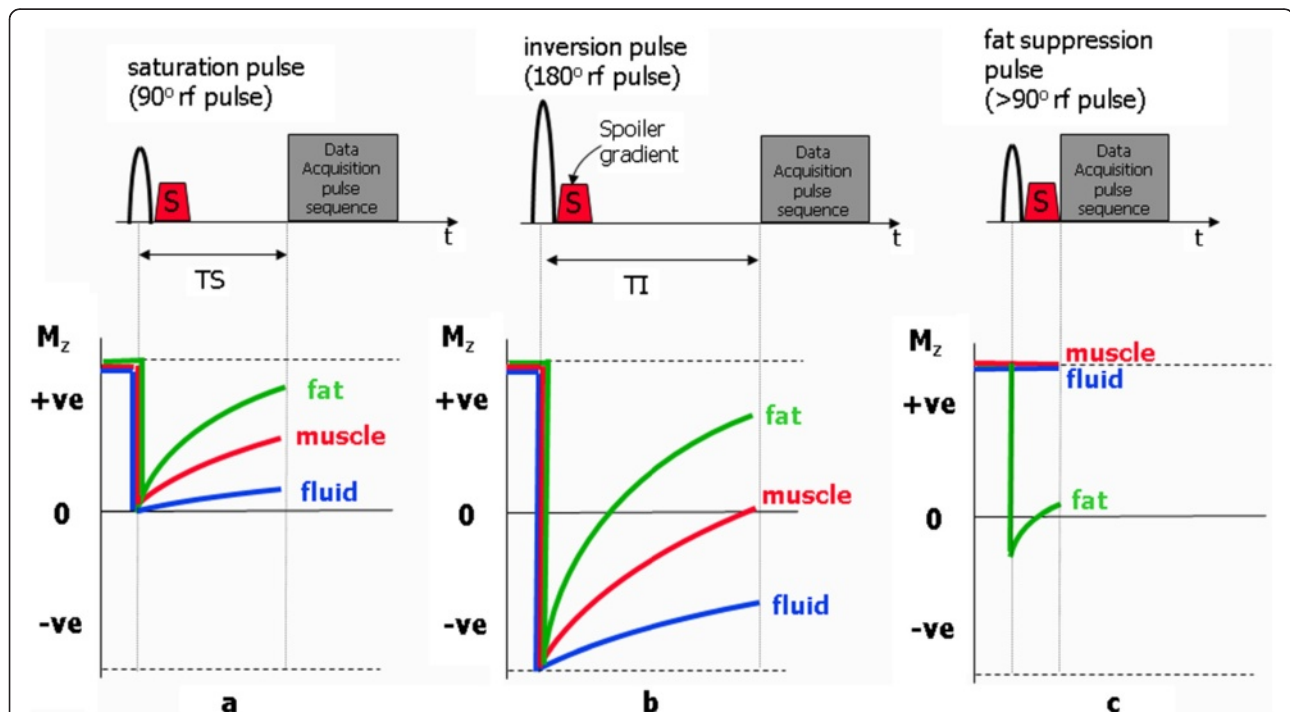 saturation pulse
(90° rf pulse)
Data
Acquisition
pulse
sequence
S
t
TS
Mz
+ve
0
-ve
fat
muscle
fluid
a
inversion pulse
(180° rf pulse)
Spoiler
gradient
Data
Acquisition
pulse
sequence
S
t
TI
Mz
+ve
0
-ve
fat
muscle
fluid
b
fat suppression
pulse
(>90° rf pulse)
Data
Acquisition
pulse
sequence
S
t
Mz
+ve
0
-ve
muscle
fluid
fat
c